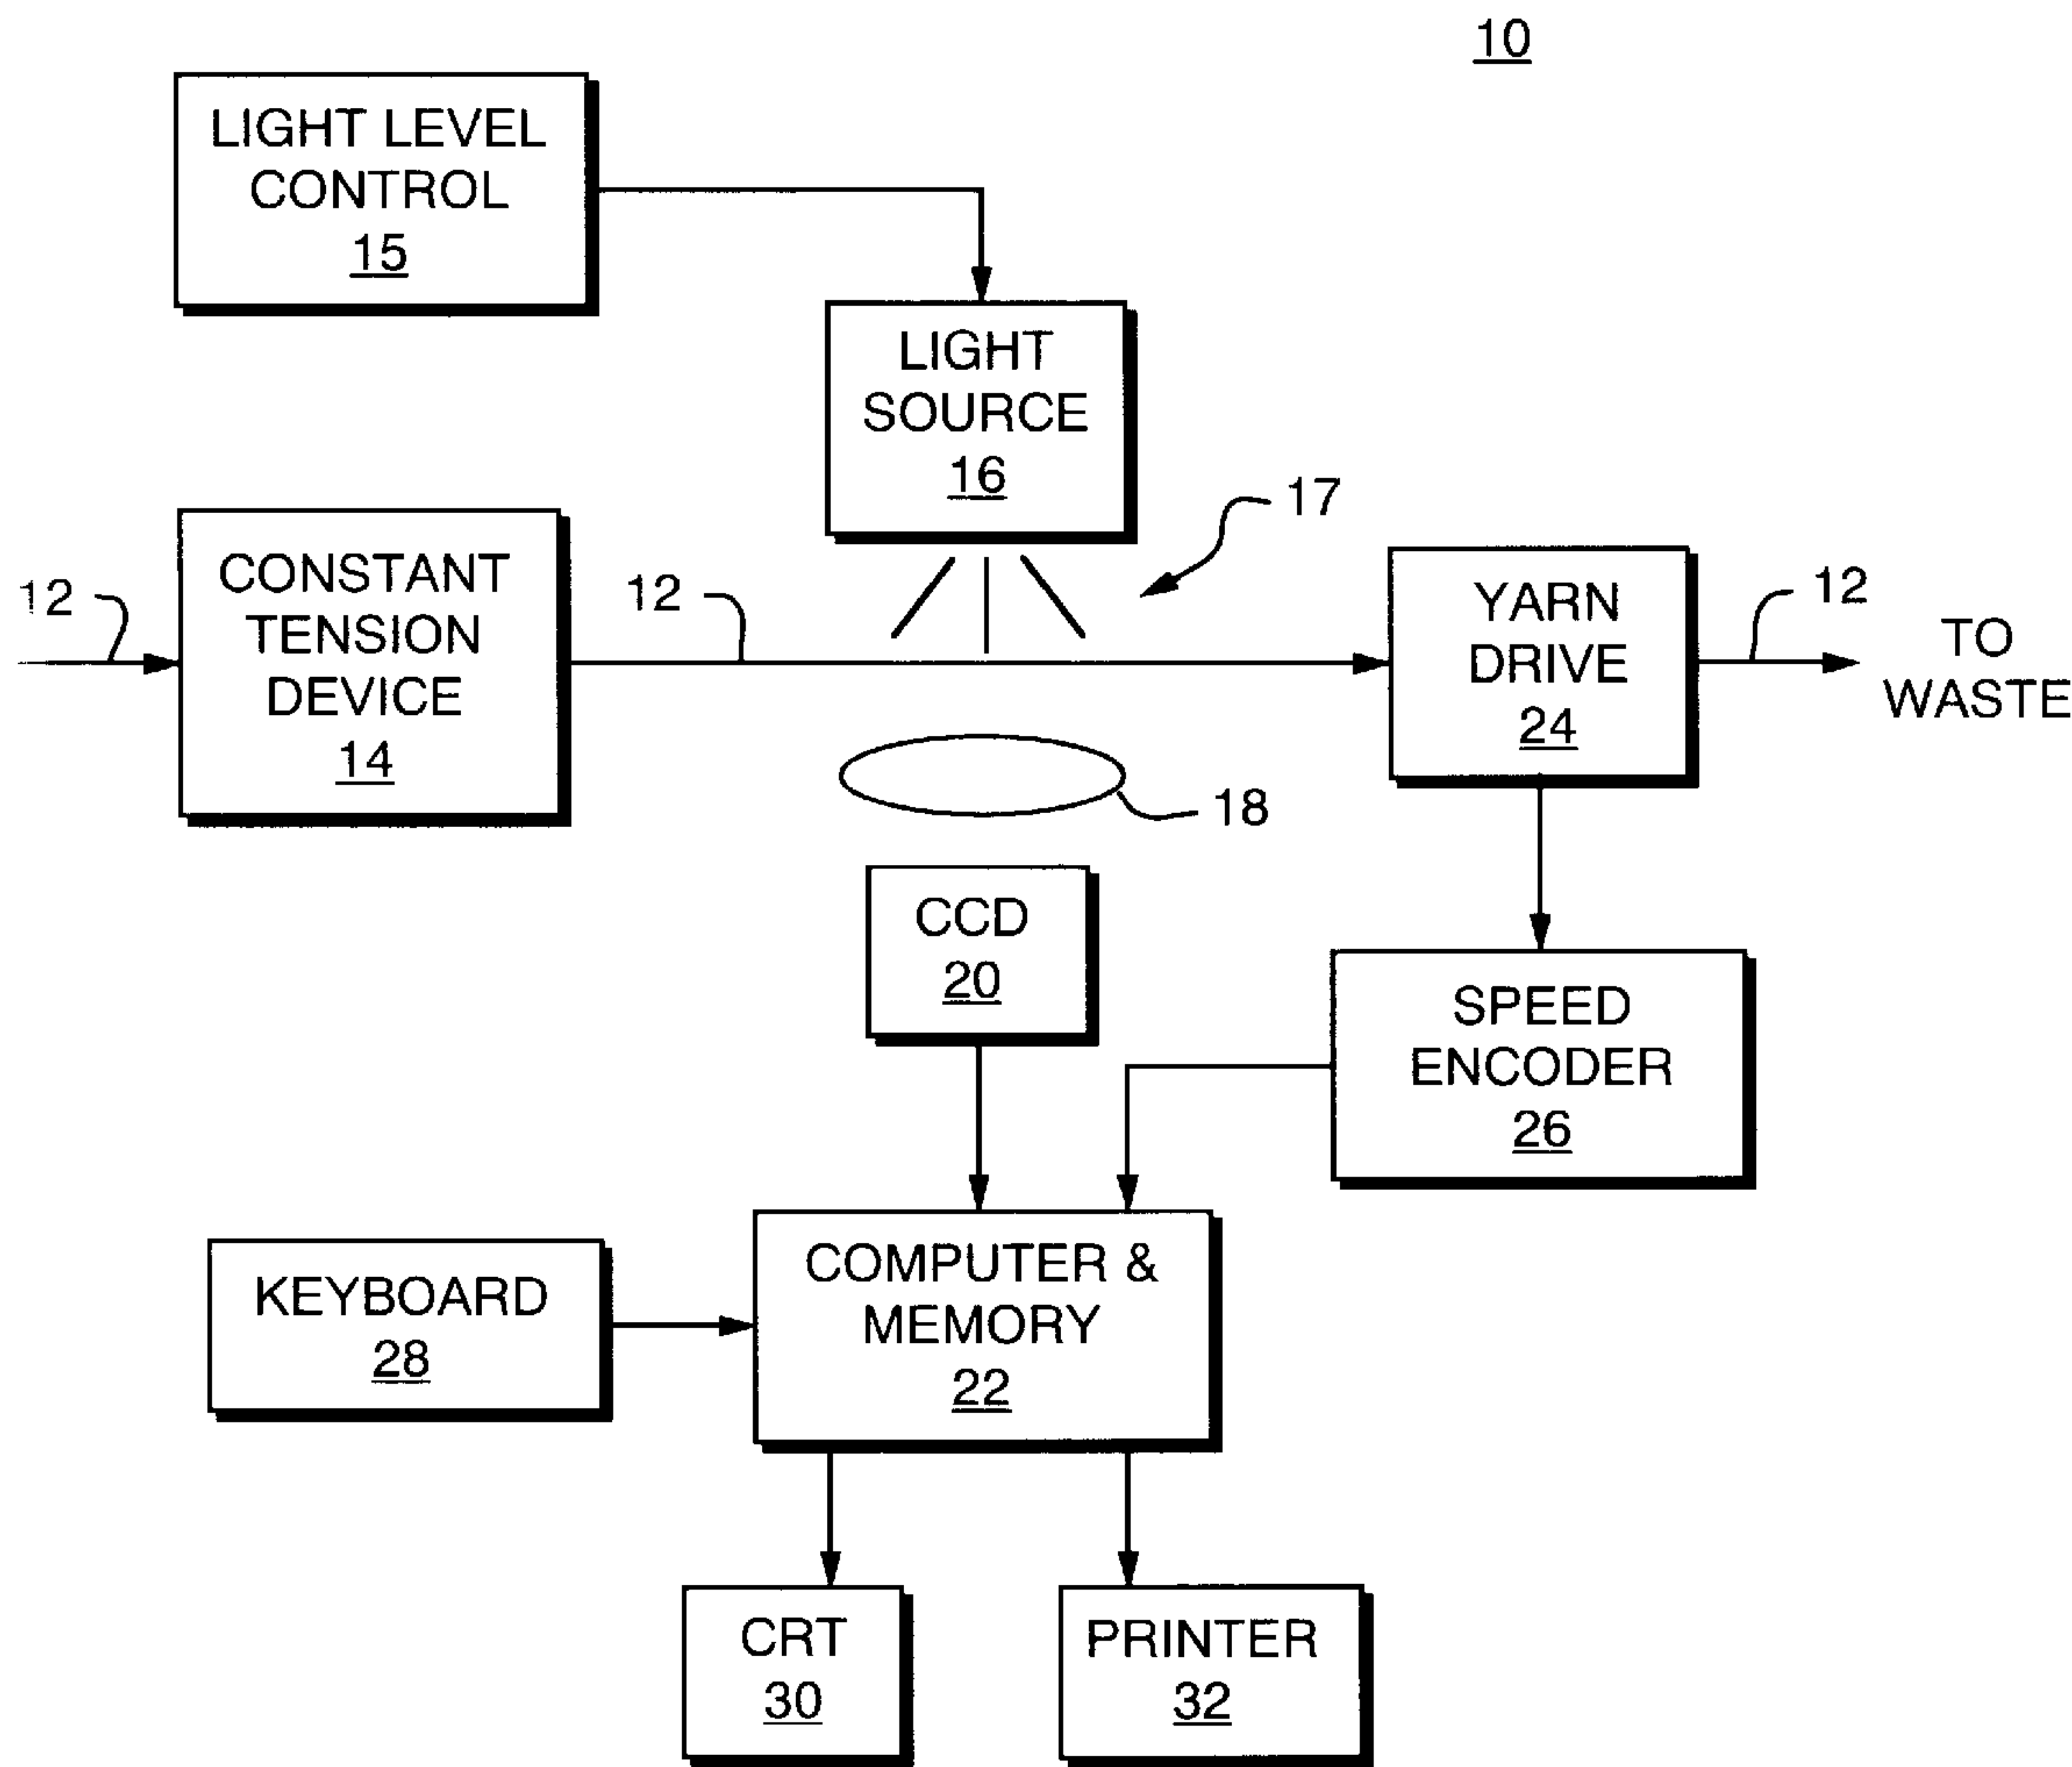 10
LIGHT LEVEL
CONTROL
15
LIGHT
SOURCE
16
17
12
CONSTANT
TENSION
DEVICE
14
12
YARN
DRIVE
24
12
TO
WASTE
18
CCD
20
SPEED
ENCODER
26
KEYBOARD
28
COMPUTER &
MEMORY
22
CRT
30
PRINTER
32